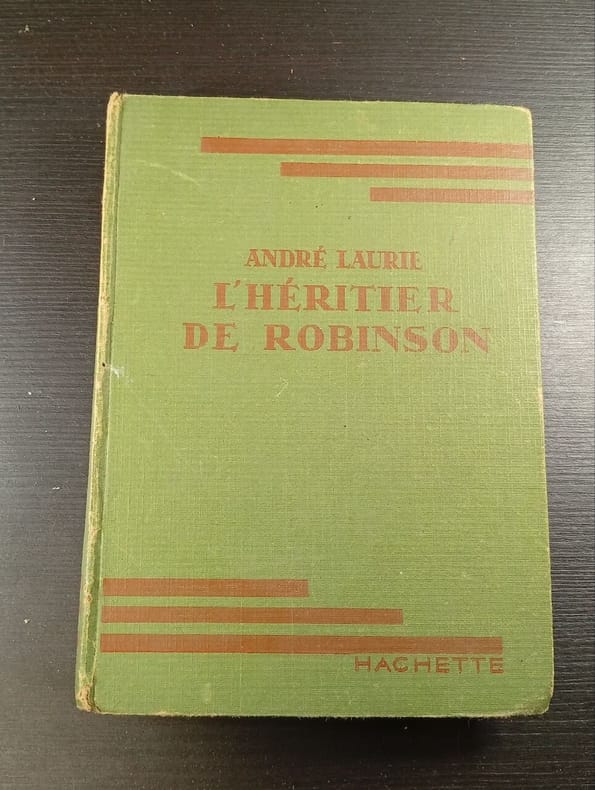 ANDRÉ LAURIE
L'HÉRITIER
DE ROBINSON
HACHETTE